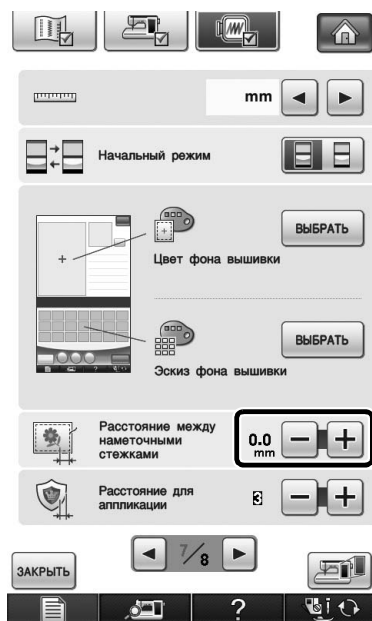 mm
Начальный режим
ВЫБРАТЬ
Цвет фона вышивки
ВЫБРАТЬ
Эскиз фона вышивки
Расстояние между
наметочными
стежками
0.0
mm
Расстояние для
аппликации
3
ЗАКРЫТЬ
7/8
?